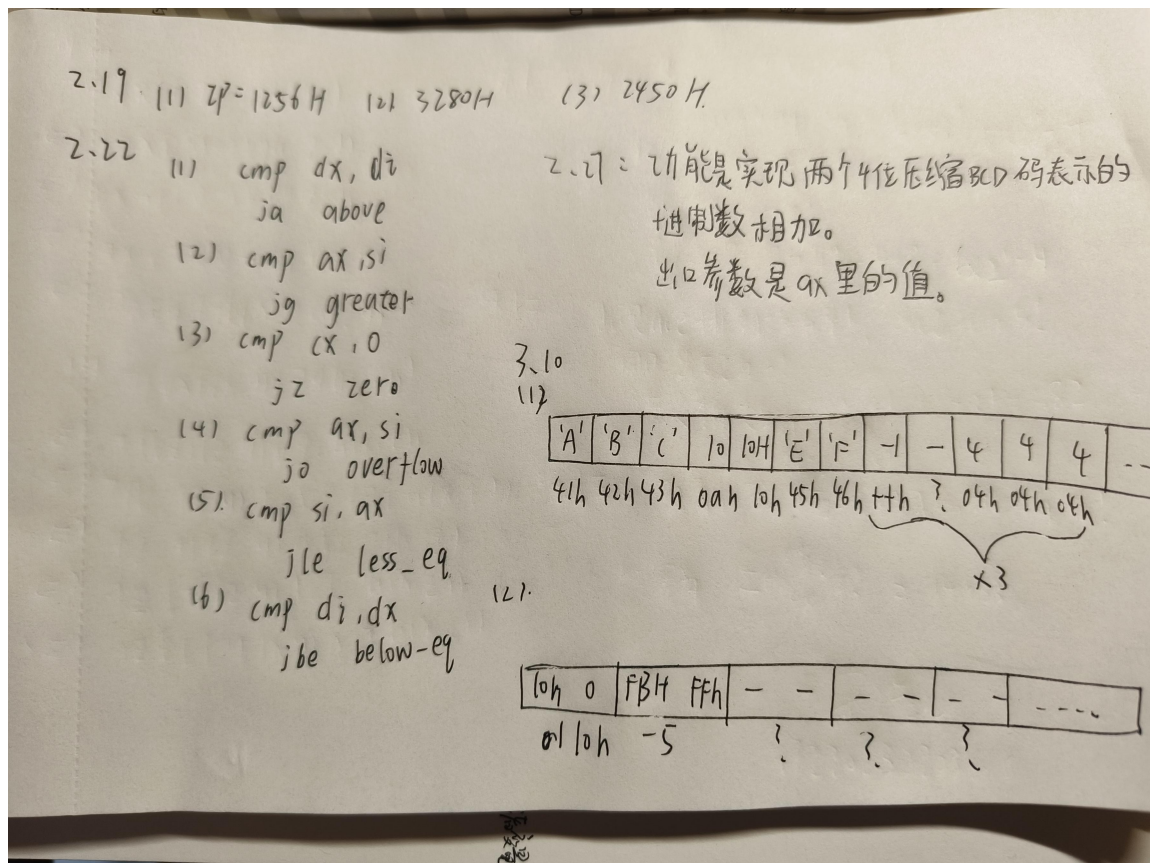 2.19 (1) IP=1256H (2) 3280H (3) 2450H.
2.22 (1) cmp dx, di
ja above
(2) cmp ax, si
jg greater
(3) cmp cx, 0
jz zero
(4) cmp ax, si
jo overflow
(5). cmp si, ax
jle less_eq
(6) cmp di, dx
jbe below-eq
2.27: 功能是实现两个4位压缩BCD码表示的
十进制数相加。
出口参数是ax里的值。
3.10
(1)
'A' 'B' 'C' 10 10H 'E' 'F' -1 - 4 4 4 ...
41h 42h 43h 0ah 10h 45h 46h ffh ? 04h 04h 04h
×3
(2).
10h 0 FBH FFh - - - - - - ....
10h -5 ? ? ?